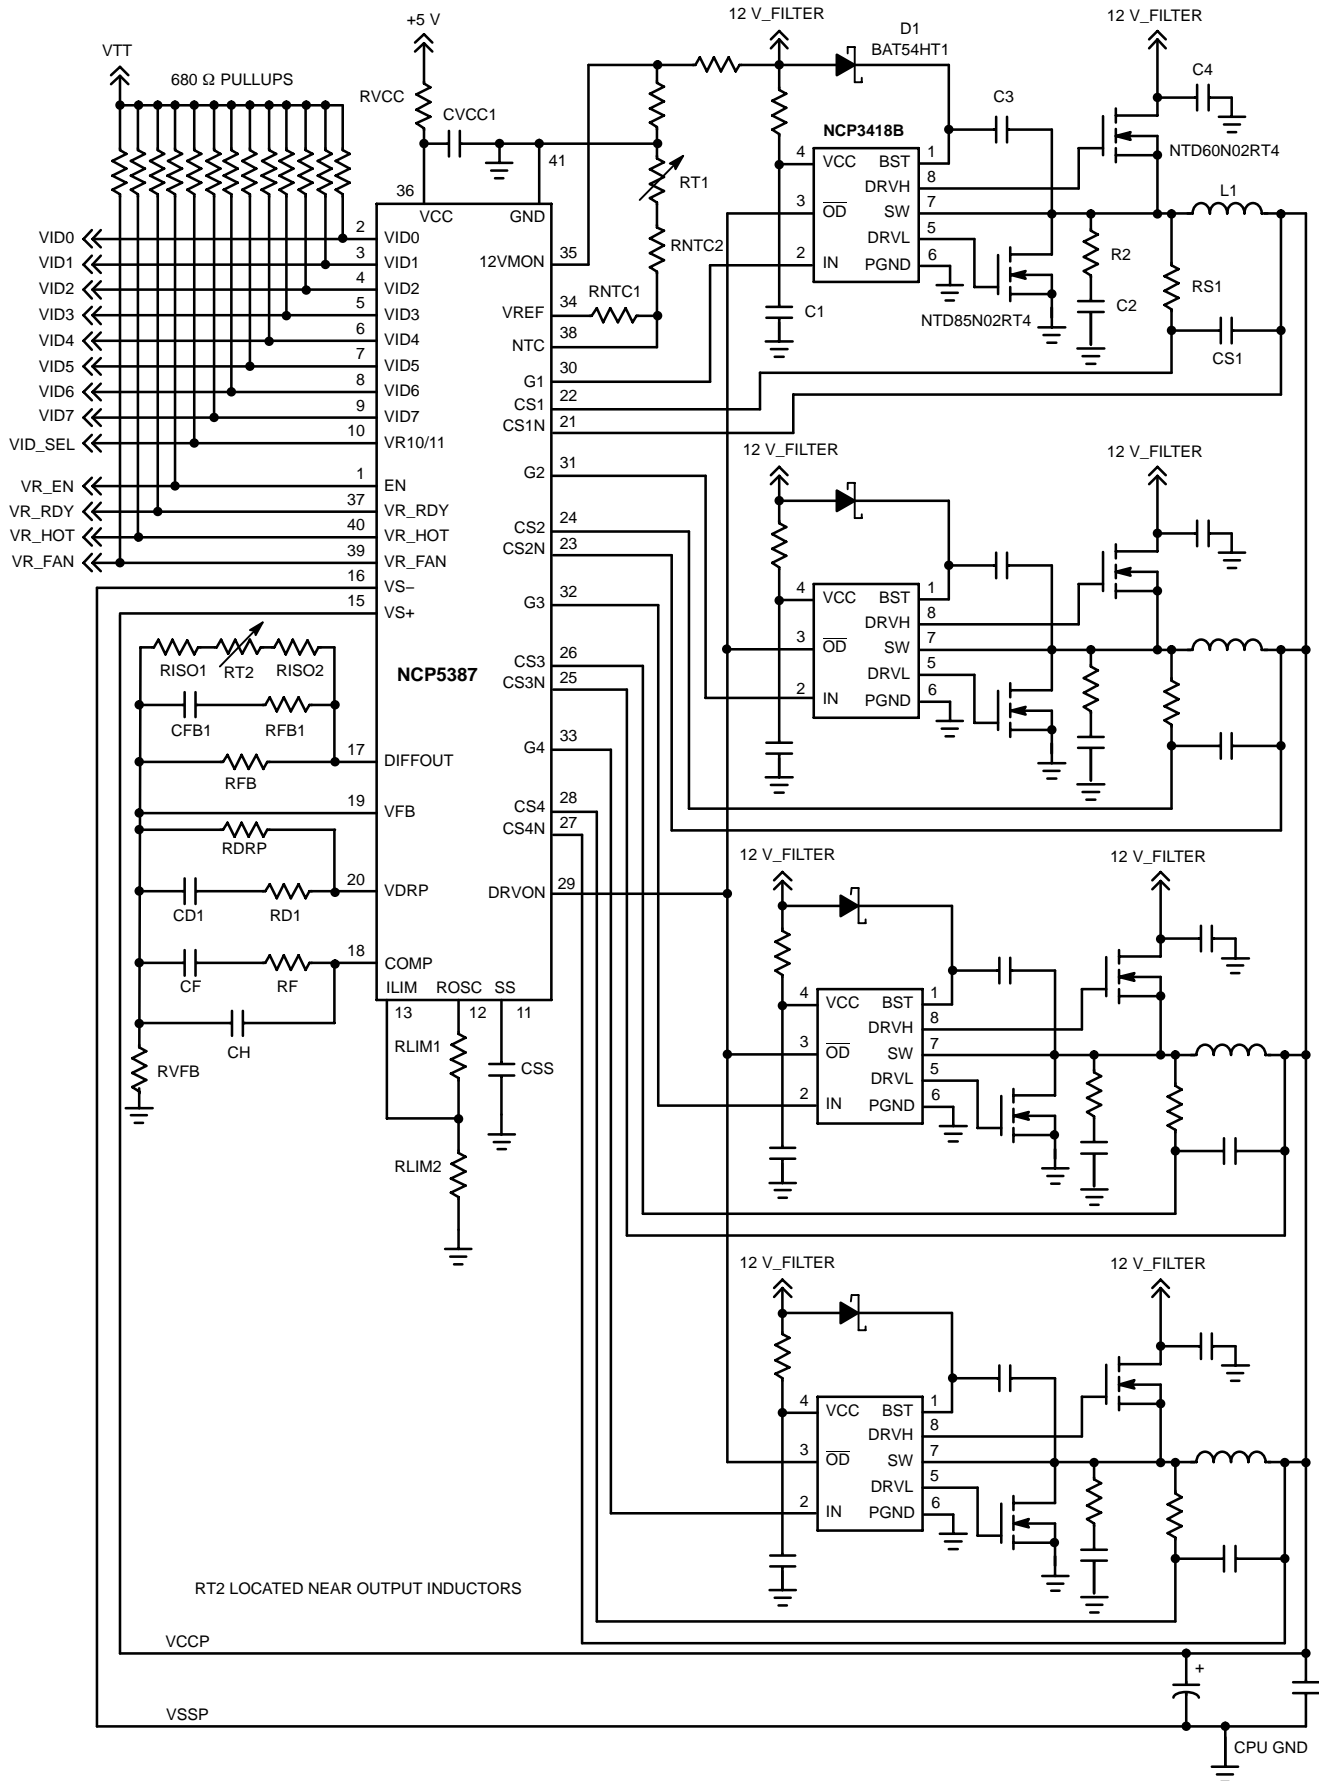 12 V_FILTER
12 V_FILTER
+5 V
D1
BAT54HT1
VTT
680 Ω PULLUPS
RVCC
CVCC1
C3
C4
NCP3418B
NTD60N02RT4
41
36
VCC
GND
RT1
4 VCC
BST 1
DRVH 8
3 OD
SW 7
DRVL 5
2 IN
PGND 6
L1
VID0 2 VID0
VID1 3 VID1
VID2 4 VID2
VID3 5 VID3
VID4 6 VID4
VID5 7 VID5
VID6 8 VID6
VID7 9 VID7
VID_SEL 10 VR10/11
VR_EN 1 EN
VR_RDY 37 VR_RDY
VR_HOT 40 VR_HOT
VR_FAN 39 VR_FAN
16 VS−
15 VS+
12VMON 35
RNTC2
RNTC1
VREF 34
NTC 38
G1 30
CS1 22
CS1N 21
R2
C2
RS1
CS1
C1
NTD85N02RT4
12 V_FILTER
12 V_FILTER
G2 31
CS2 24
CS2N 23
G3 32
CS3 26
CS3N 25
G4 33
CS4 28
CS4N 27
DRVON 29
4 VCC
BST 1
DRVH 8
3 OD
SW 7
DRVL 5
2 IN
PGND 6
RISO1
RT2
RISO2
NCP5387
CFB1
RFB1
17 DIFFOUT
RFB
19 VFB
RDRP
20 VDRP
CD1
RD1
18 COMP
CF
RF
CH
RVFB
ILIM
ROSC
SS
13
12
11
RLIM1
CSS
RLIM2
12 V_FILTER
12 V_FILTER
4 VCC
BST 1
DRVH 8
3 OD
SW 7
DRVL 5
2 IN
PGND 6
12 V_FILTER
12 V_FILTER
4 VCC
BST 1
DRVH 8
3 OD
SW 7
DRVL 5
2 IN
PGND 6
RT2 LOCATED NEAR OUTPUT INDUCTORS
VCCP
+
VSSP
CPU GND